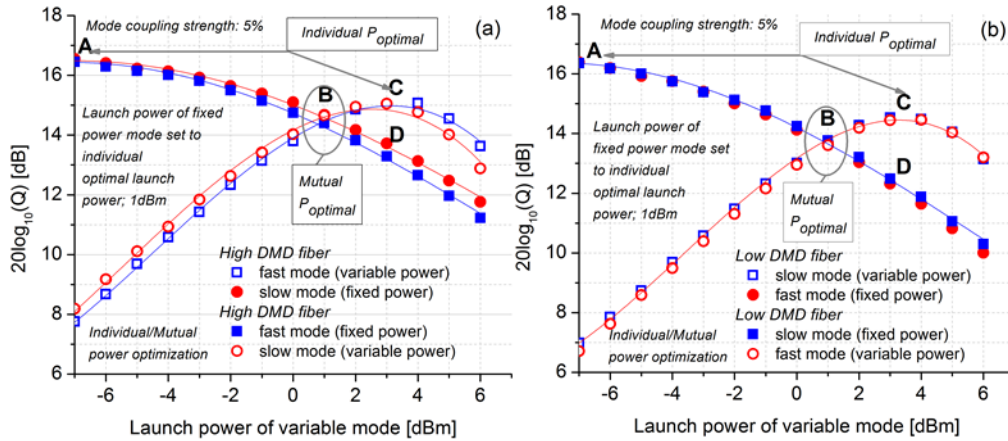 Mode coupling strength: 5%
(a)
Individual P_optimal
A
C
B
D
Launch power of fixed
power mode set to
individual
optimal launch
power; 1dBm
Mutual
P_optimal
High DMD fiber
fast mode (variable power)
slow mode (fixed power)
High DMD fiber
fast mode (fixed power)
slow mode (variable power)
Individual/Mutual
power optimization
20log10(Q) [dB]
18
16
14
12
10
8
6
-6 -4 -2 0 2 4 6
Launch power of variable mode [dBm]
Mode coupling strength: 5%
(b)
Individual P_optimal
A
C
B
D
Launch power of
fixed power mode set
to individual
optimal launch
power; 1dBm
Mutual
P_optimal
Low DMD fiber
slow mode (variable power)
fast mode (fixed power)
Low DMD fiber
slow mode (fixed power)
fast mode (variable power)
Individual/Mutual
power optimization
20log10(Q) [dB]
18
16
14
12
10
8
6
-6 -4 -2 0 2 4 6
Launch power of variable mode [dBm]